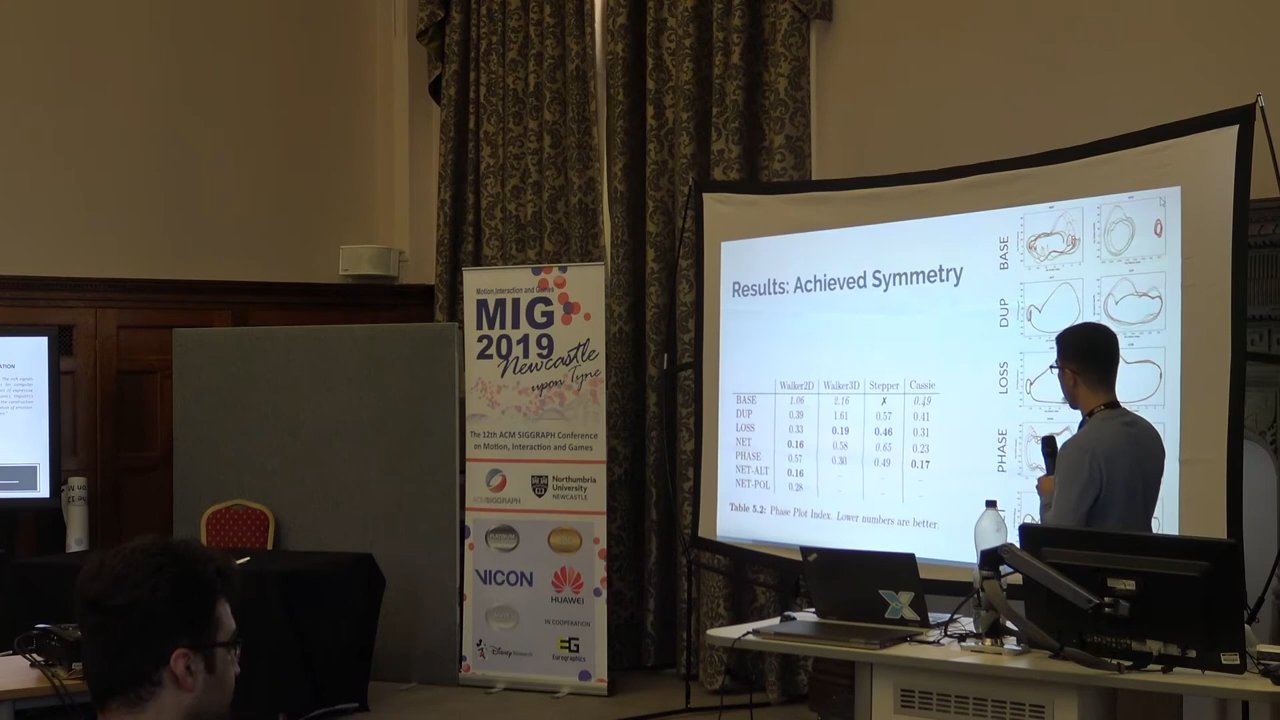 Motion,Interaction and Games
MIG
2019
Newcastle
upon Tyne
The 12th ACM SIGGRAPH Conference
on Motion, Interaction and Games
ACMSIGGRAPH
Northumbria
University
NEWCASTLE
PLATINUM
VICON
HUAWEI
IN COOPERATION
Disney Research
EG
Eurographics
Results: Achieved Symmetry
Walker2D Walker3D Stepper Cassie
BASE 1.06 2.16 ✗ 0.49
DUP 0.39 1.61 0.57 0.41
LOSS 0.33 0.19 0.46 0.31
NET 0.16 0.58 0.65 0.23
PHASE 0.57 0.30 0.49 0.17
NET-ALT 0.16 – – –
NET-POL 0.28 – – –
Table 5.2: Phase Plot Index. Lower numbers are better.
BASE
DUP
LOSS
PHASE